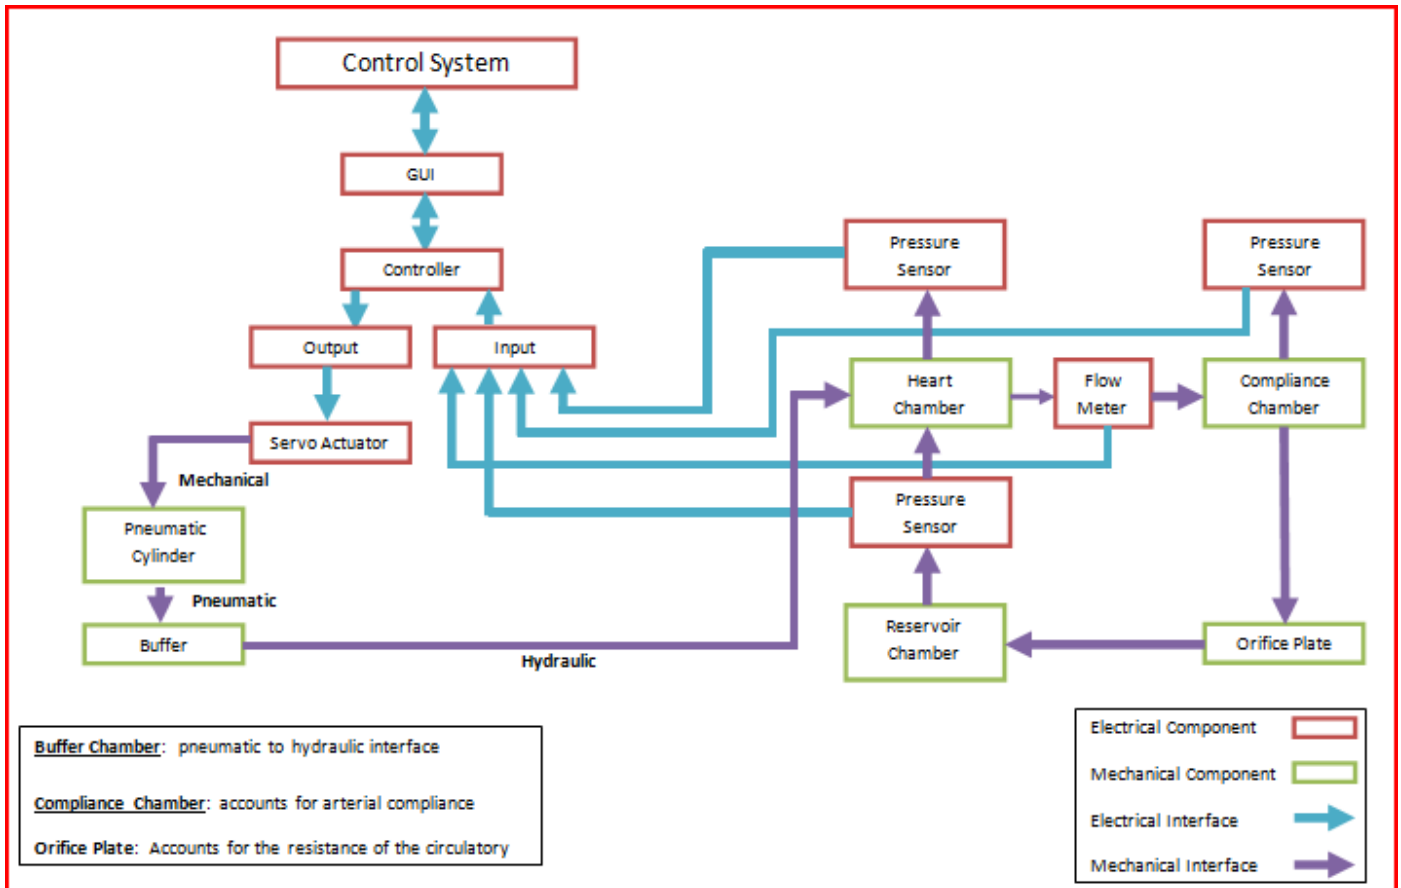 Control System
GUI
Controller
Output
Input
Servo Actuator
Mechanical
Pneumatic
Cylinder
Pneumatic
Buffer
Hydraulic
Pressure
Sensor
Pressure
Sensor
Heart
Chamber
Flow
Meter
Compliance
Chamber
Pressure
Sensor
Reservoir
Chamber
Orifice Plate
Buffer Chamber: pneumatic to hydraulic interface
Compliance Chamber: accounts for arterial compliance
Orifice Plate: Accounts for the resistance of the circulatory
Electrical Component
Mechanical Component
Electrical Interface
Mechanical Interface